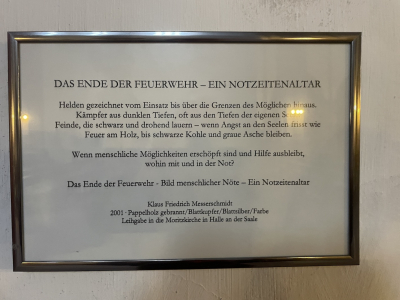 DAS ENDE DER FEUERWEHR – EIN NOTZEITENALTAR
Helden gezeichnet vom Einsatz bis über die Grenzen des Möglichen hinaus.
Kämpfer aus dunklen Tiefen, oft aus den Tiefen der eigenen
Feinde, die schwarz und drohend lauern – wenn Angst an den Seelen frisst wie
Feuer am Holz, bis schwarze Kohle und graue Asche bleiben.
Wenn menschliche Möglichkeiten erschöpft sind und Hilfe ausbleibt,
wohin mit und in der Not?
Das Ende der Feuerwehr - Bild menschlicher Nöte – Ein Notzeitenaltar
Klaus Friedrich Messerschmidt
2001 · Pappelholz gebrannt/Blattkupfer/Blattsilber/Farbe
Leihgabe in die Moritzkirche in Halle an der Saale